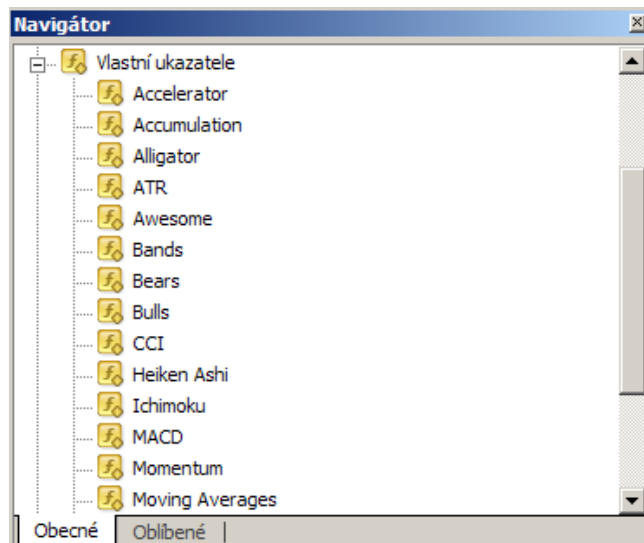 Navigátor
Vlastní ukazatele
Accelerator
Accumulation
Alligator
ATR
Awesome
Bands
Bears
Bulls
CCI
Heiken Ashi
Ichimoku
MACD
Momentum
Moving Averages
Obecné Oblíbené